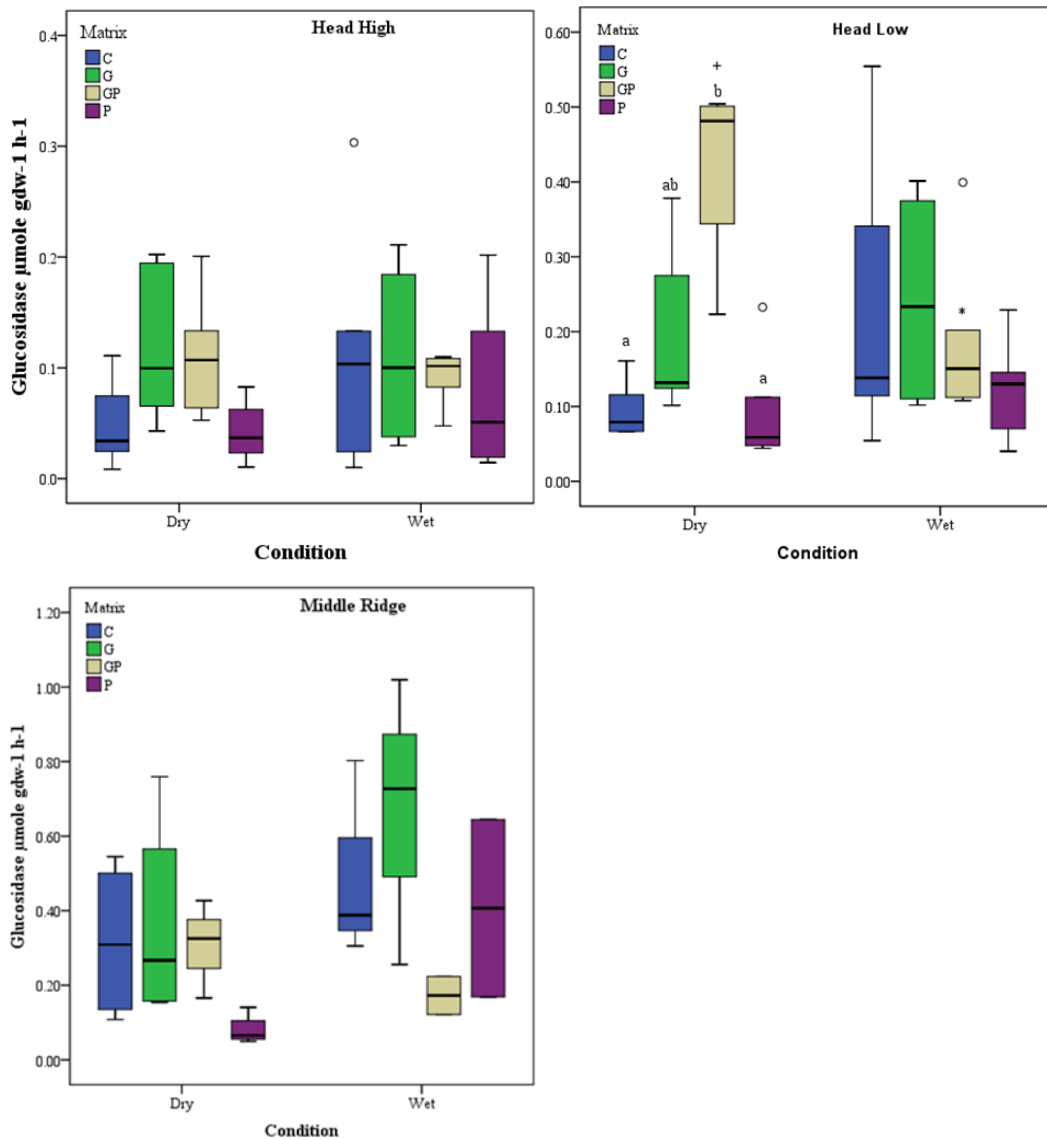 Head High
Matrix
C
G
GP
P
0.4
0.3
0.2
0.1
0.0
Glucosidase µmole gdw-1 h-1
Dry
Wet
Condition
Head Low
Matrix
C
G
GP
P
0.60
0.50
0.40
0.30
0.20
0.10
0.00
a
ab
+
b
a
*
Dry
Wet
Condition
Middle Ridge
Matrix
C
G
GP
P
1.20
1.00
0.80
0.60
0.40
0.20
0.00
Glucosidase µmole gdw-1 h-1
Dry
Wet
Condition